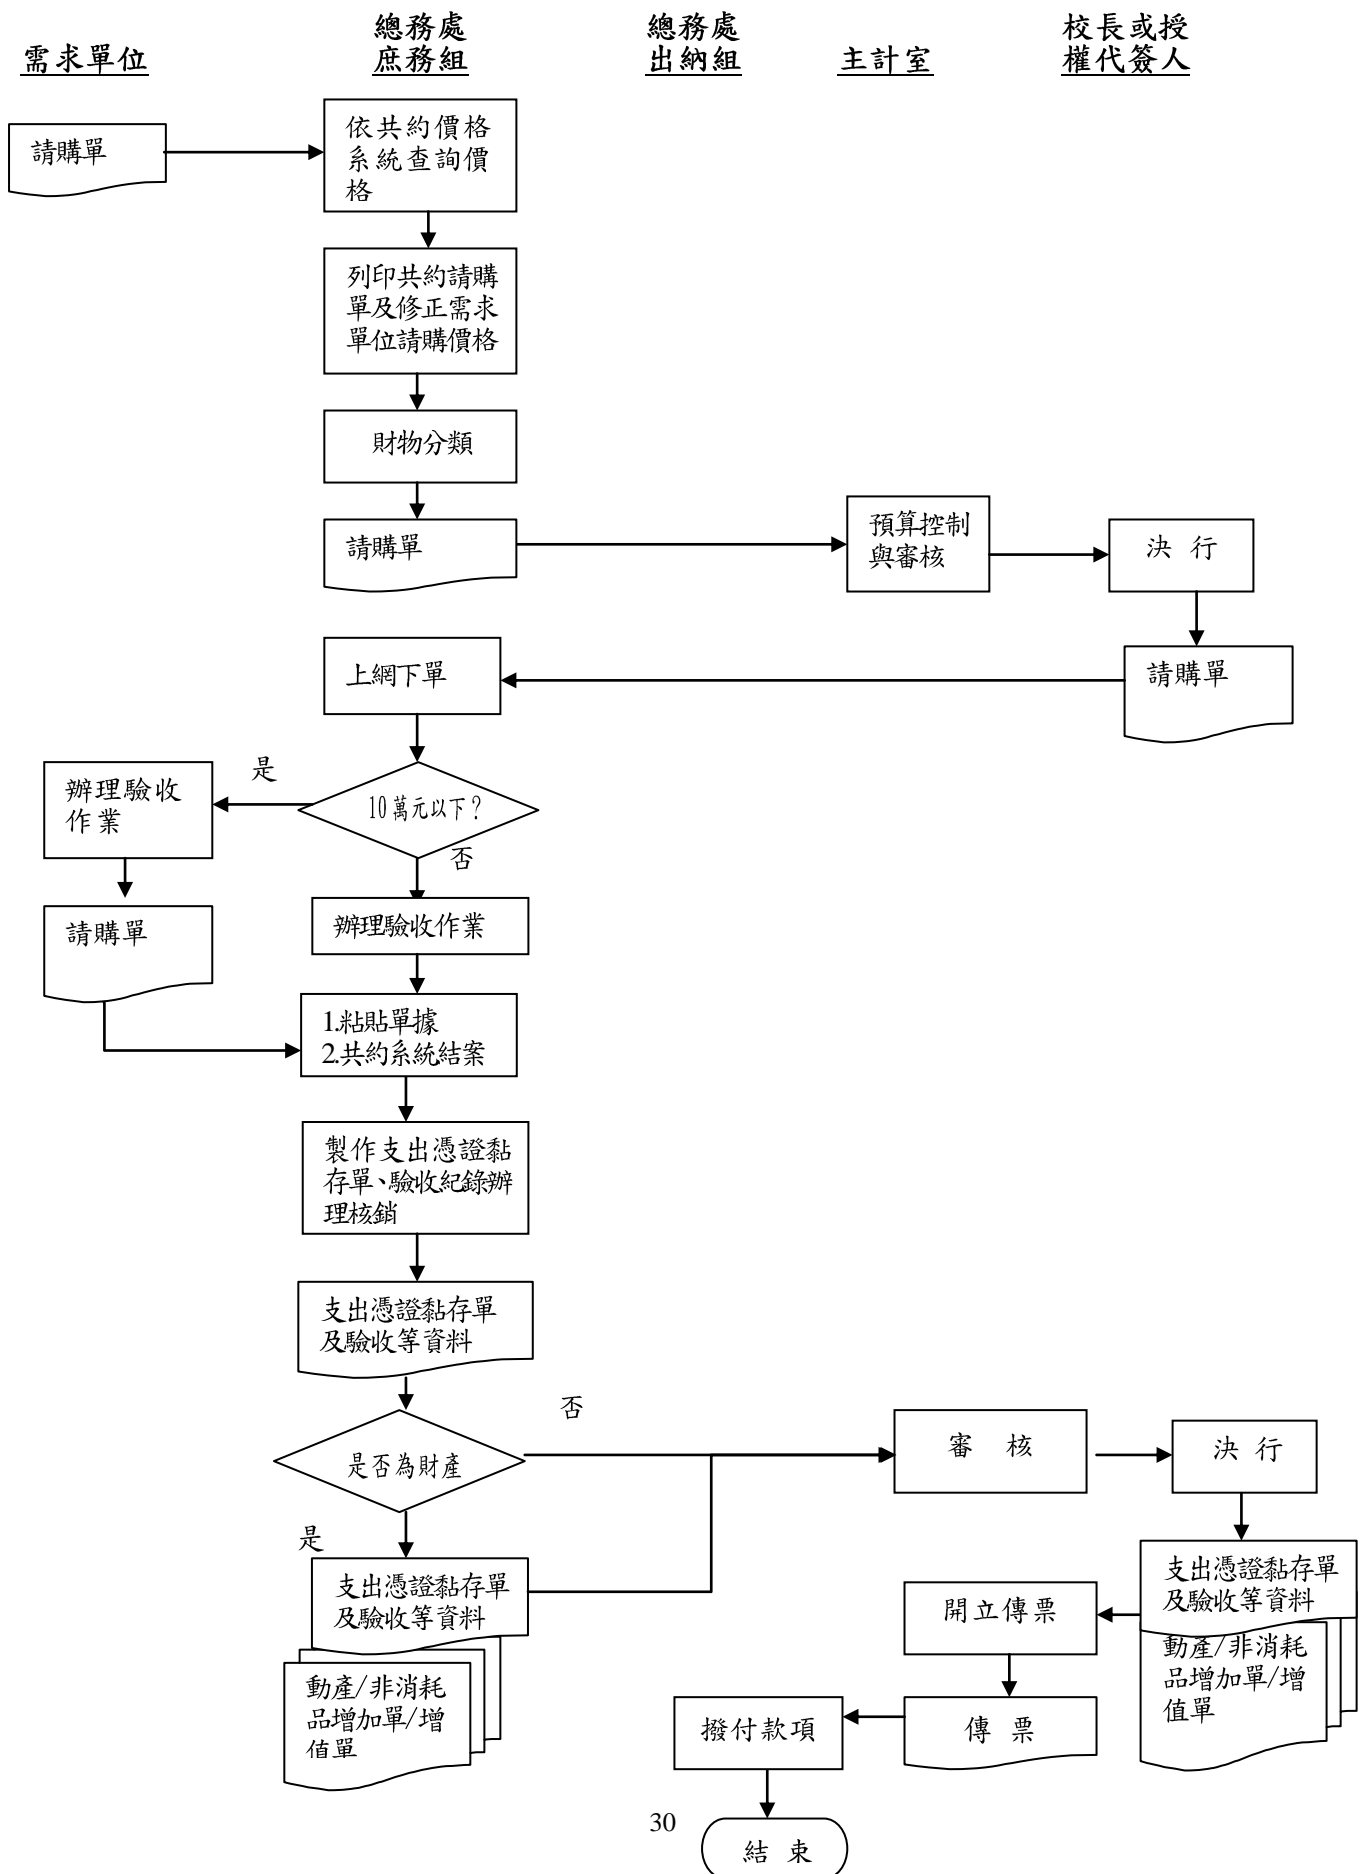 需求單位
總務處
庶務組
總務處
出納組
主計室
校長或授
權代簽人
請購單
依共約價格
系統查詢價
格
列印共約請購
單及修正需求
單位請購價格
財物分類
請購單
預算控制
與審核
決 行
請購單
上網下單
10萬元以下?
是
否
辦理驗收
作業
請購單
辦理驗收作業
1.粘貼單據
2.共約系統結案
製作支出憑證黏
存單、驗收紀錄辦
理核銷
支出憑證黏存單
及驗收等資料
是否為財產
否
是
審 核
決 行
支出憑證黏存單
及驗收等資料
動產/非消耗
品增加單/增
值單
支出憑證黏存單
及驗收等資料
動產/非消耗
品增加單/增
值單
開立傳票
傳 票
撥付款項
結 束
30